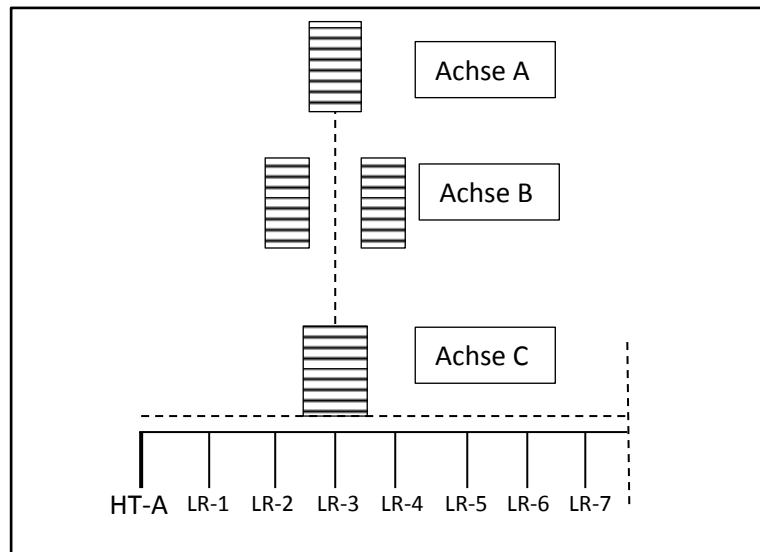 Achse A
Achse B
Achse C
HT-A LR-1 LR-2 LR-3 LR-4 LR-5 LR-6 LR-7